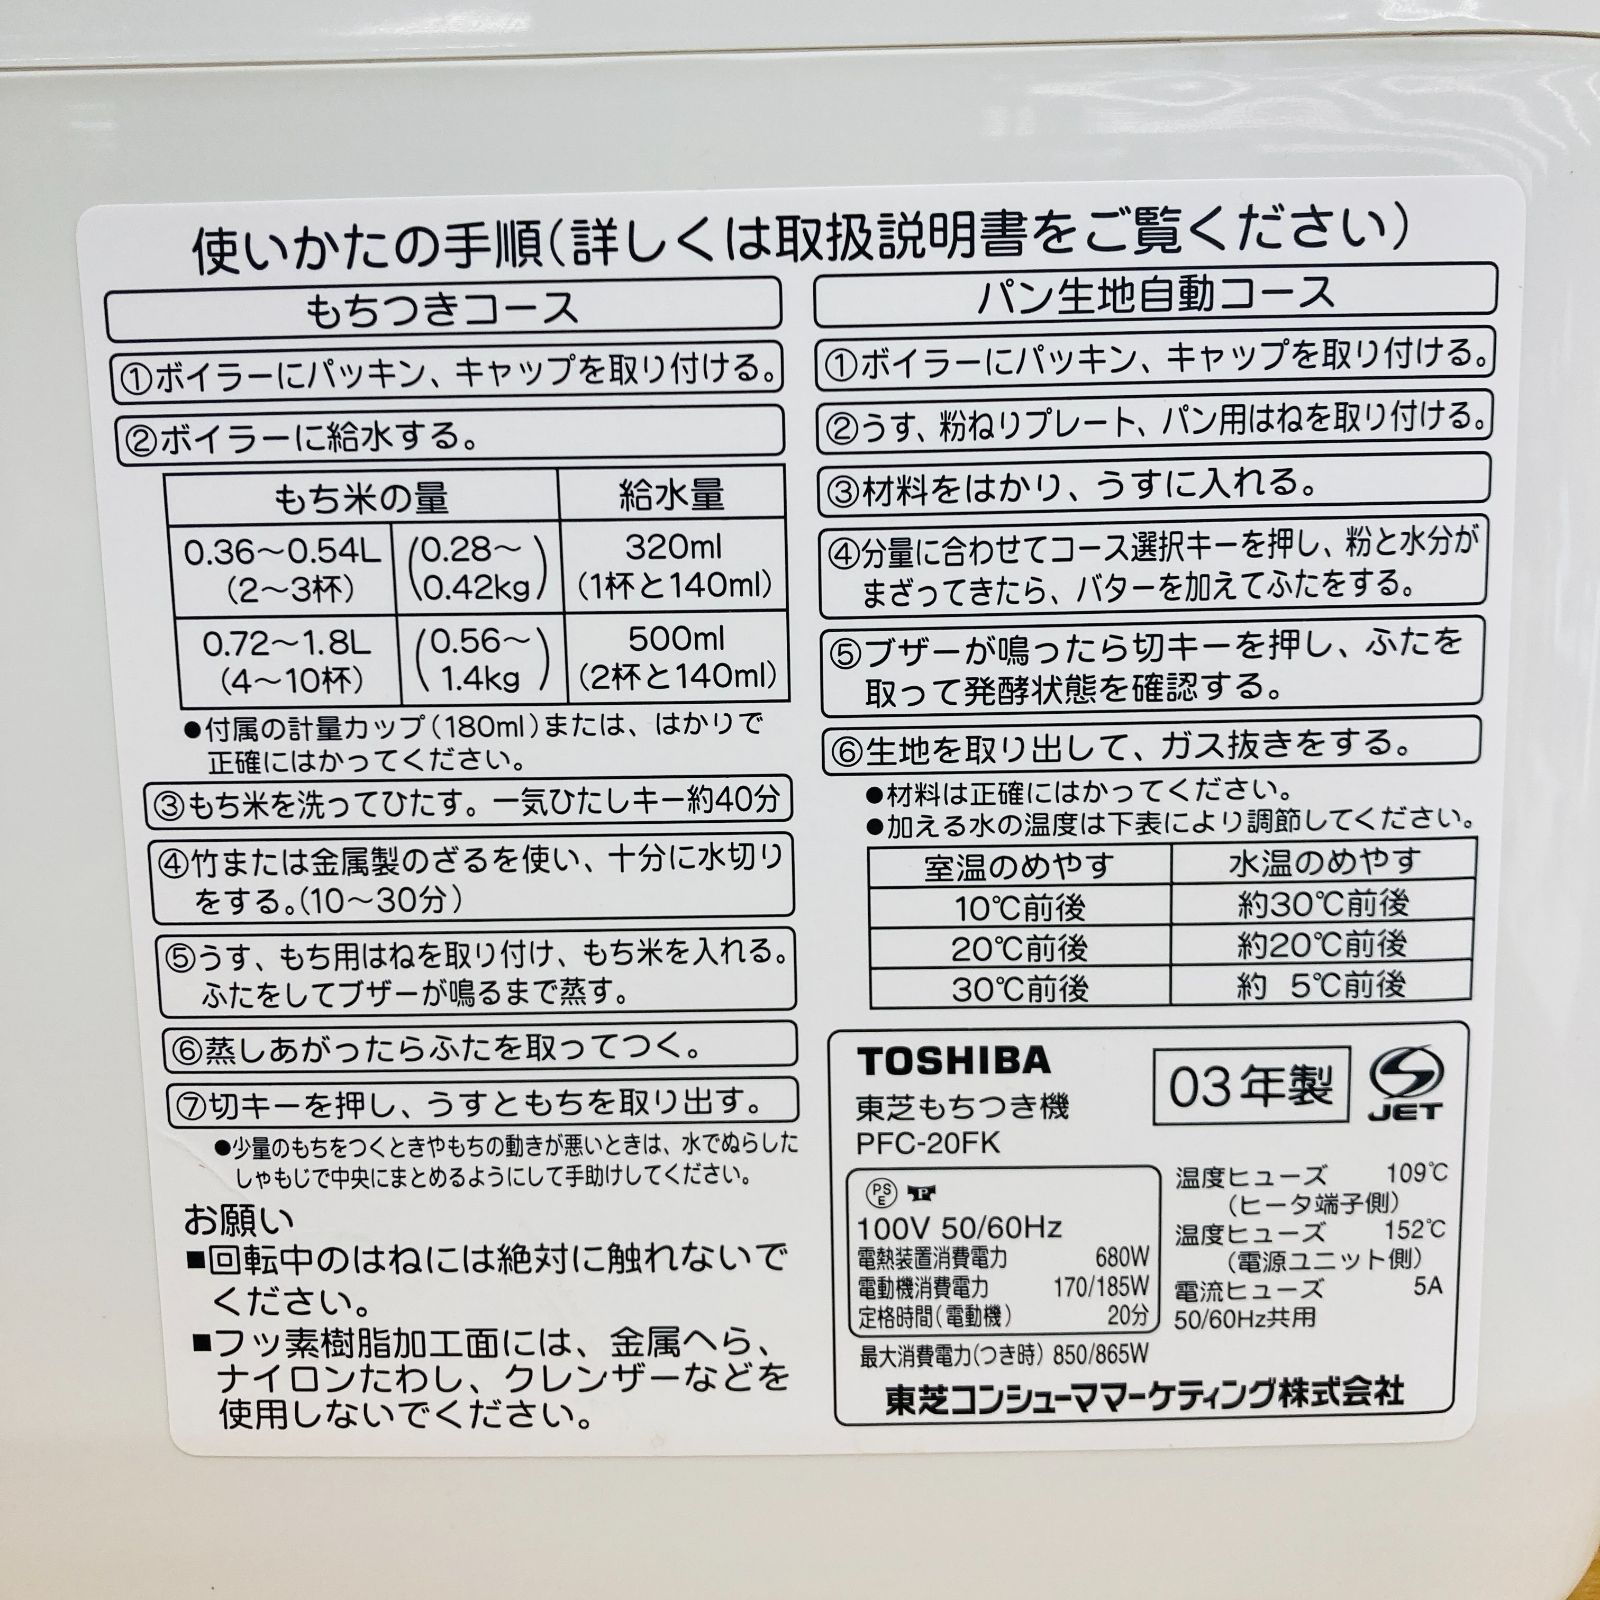 使いかたの手順(詳しくは取扱説明書をご覧ください)
もちつきコース
①ボイラーにパッキン、キャップを取り付ける。
②ボイラーに給水する。
もち米の量 給水量
0.36〜0.54L (0.28〜 320ml
(2〜3杯) 0.42kg) (1杯と140ml)
0.72〜1.8L (0.56〜 500ml
(4〜10杯) 1.4kg) (2杯と140ml)
●付属の計量カップ(180ml)または、はかりで
正確にはかってください。
③もち米を洗ってひたす。一気ひたしキー約40分
④竹または金属製のざるを使い、十分に水切り
をする。(10〜30分)
⑤うす、もち用はねを取り付け、もち米を入れる。
ふたをしてブザーが鳴るまで蒸す。
⑥蒸しあがったらふたを取ってつく。
⑦切キーを押し、うすともちを取り出す。
●少量のもちをつくときやもちの動きが悪いときは、水でぬらした
しゃもじで中央にまとめるようにして手助けしてください。
お願い
■回転中のはねには絶対に触れないで
ください。
■フッ素樹脂加工面には、金属へら、
ナイロンたわし、クレンザーなどを
使用しないでください。
パン生地自動コース
①ボイラーにパッキン、キャップを取り付ける。
②うす、粉ねりプレート、パン用はねを取り付ける。
③材料をはかり、うすに入れる。
④分量に合わせてコース選択キーを押し、粉と水分が
まざってきたら、バターを加えてふたをする。
⑤ブザーが鳴ったら切キーを押し、ふたを
取って発酵状態を確認する。
⑥生地を取り出して、ガス抜きをする。
●材料は正確にはかってください。
●加える水の温度は下表により調節してください。
室温のめやす 水温のめやす
10℃前後 約30℃前後
20℃前後 約20℃前後
30℃前後 約 5℃前後
TOSHIBA
東芝もちつき機
PFC-20FK
03年製
JET
PS
E
P
100V 50/60Hz
電熱装置消費電力 680W
電動機消費電力 170/185W
定格時間(電動機) 20分
最大消費電力(つき時) 850/865W
温度ヒューズ 109℃
(ヒータ端子側)
温度ヒューズ 152℃
(電源ユニット側)
電流ヒューズ 5A
50/60Hz共用
東芝コンシューママーケティング株式会社